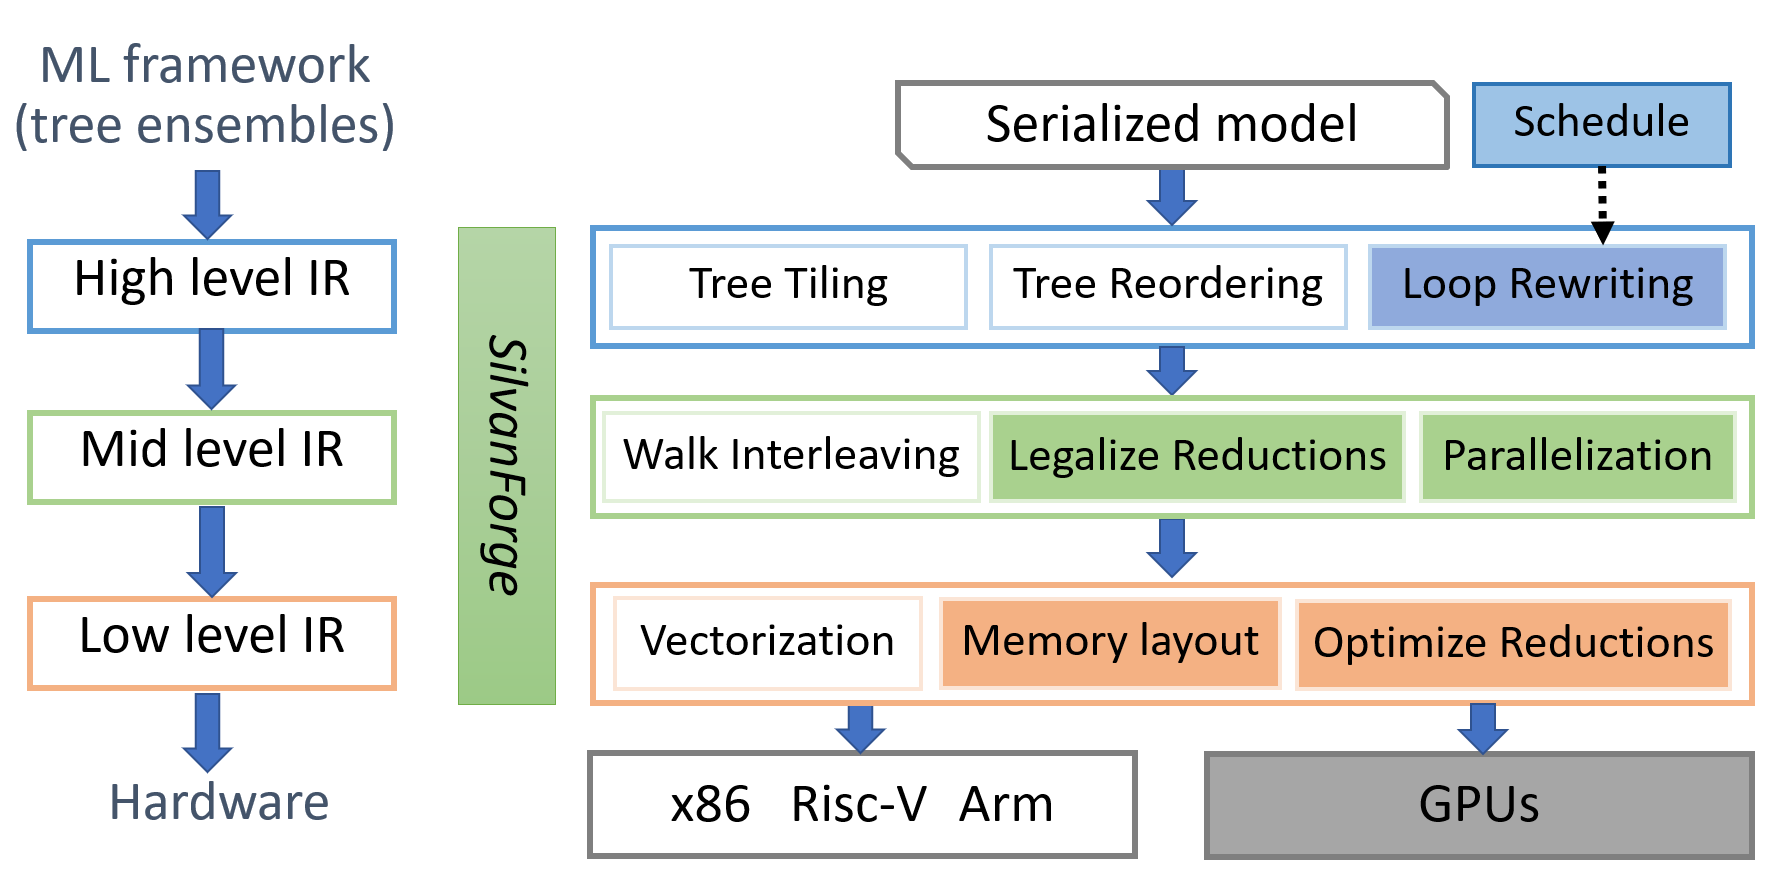 ML framework
(tree ensembles)
High level IR
Mid level IR
Low level IR
Hardware
SilvanForge
Serialized model
Schedule
Tree Tiling
Tree Reordering
Loop Rewriting
Walk Interleaving
Legalize Reductions
Parallelization
Vectorization
Memory layout
Optimize Reductions
x86 Risc-V Arm
GPUs